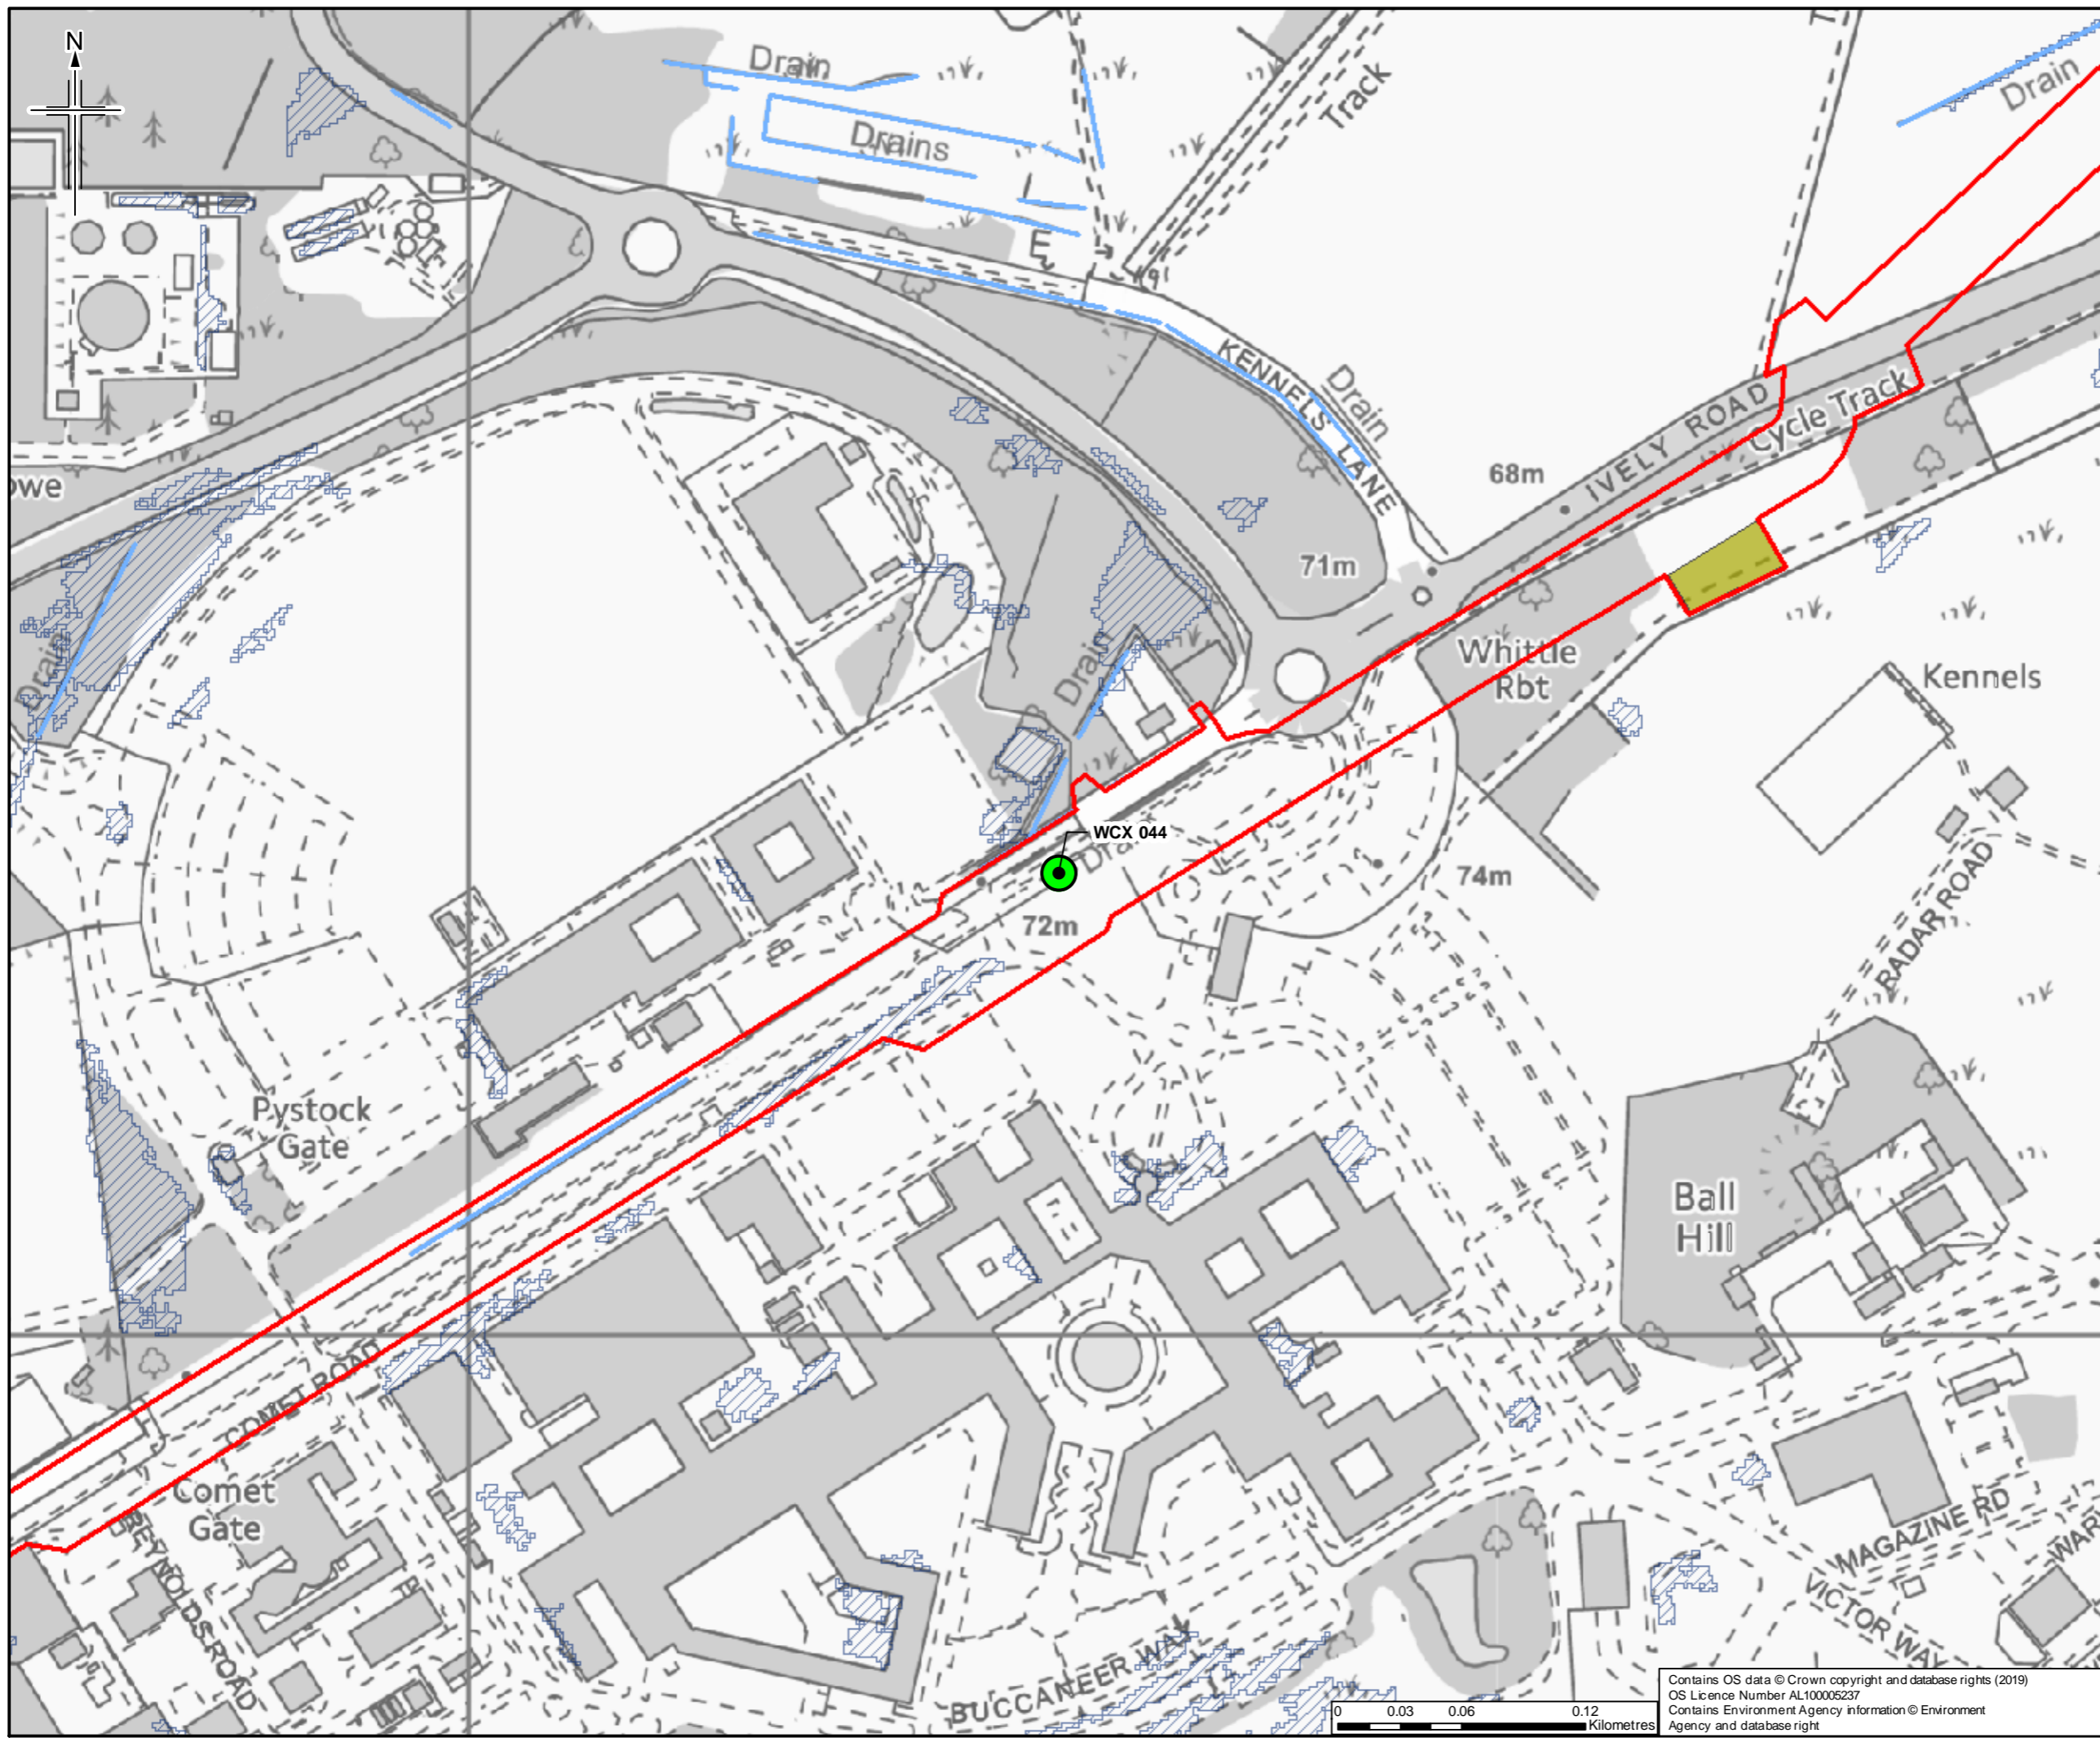 N
Drain
Drains
Track
Drain
KENNELS LANE
Drain
IVELY ROAD
Cycle Track
owe
68m
71m
Whittle
Rbt
Kennels
Drain
Drain
WCX 044
74m
72m
RADAR ROAD
Pystock
Gate
Ball
Hill
COMET ROAD
Comet
Gate
REYNOLDS ROAD
BUCCANEER WAY
MAGAZINE RD
VICTOR WAY
WAR
0 0.03 0.06 0.12
Kilometres
Contains OS data © Crown copyright and database rights (2019)
OS Licence Number AL100005237
Contains Environment Agency information © Environment
Agency and database right